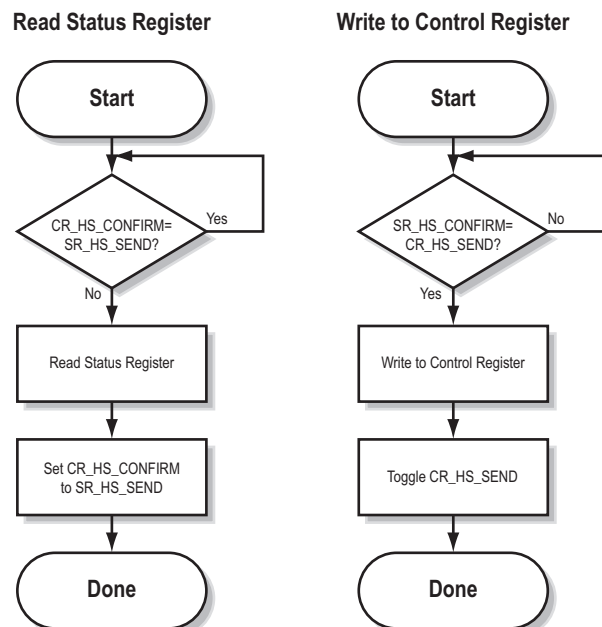 Read Status Register
Start
CR_HS_CONFIRM=
SR_HS_SEND?
Yes
No
Read Status Register
Set CR_HS_CONFIRM
to SR_HS_SEND
Done
Write to Control Register
Start
SR_HS_CONFIRM=
CR_HS_SEND?
No
Yes
Write to Control Register
Toggle CR_HS_SEND
Done